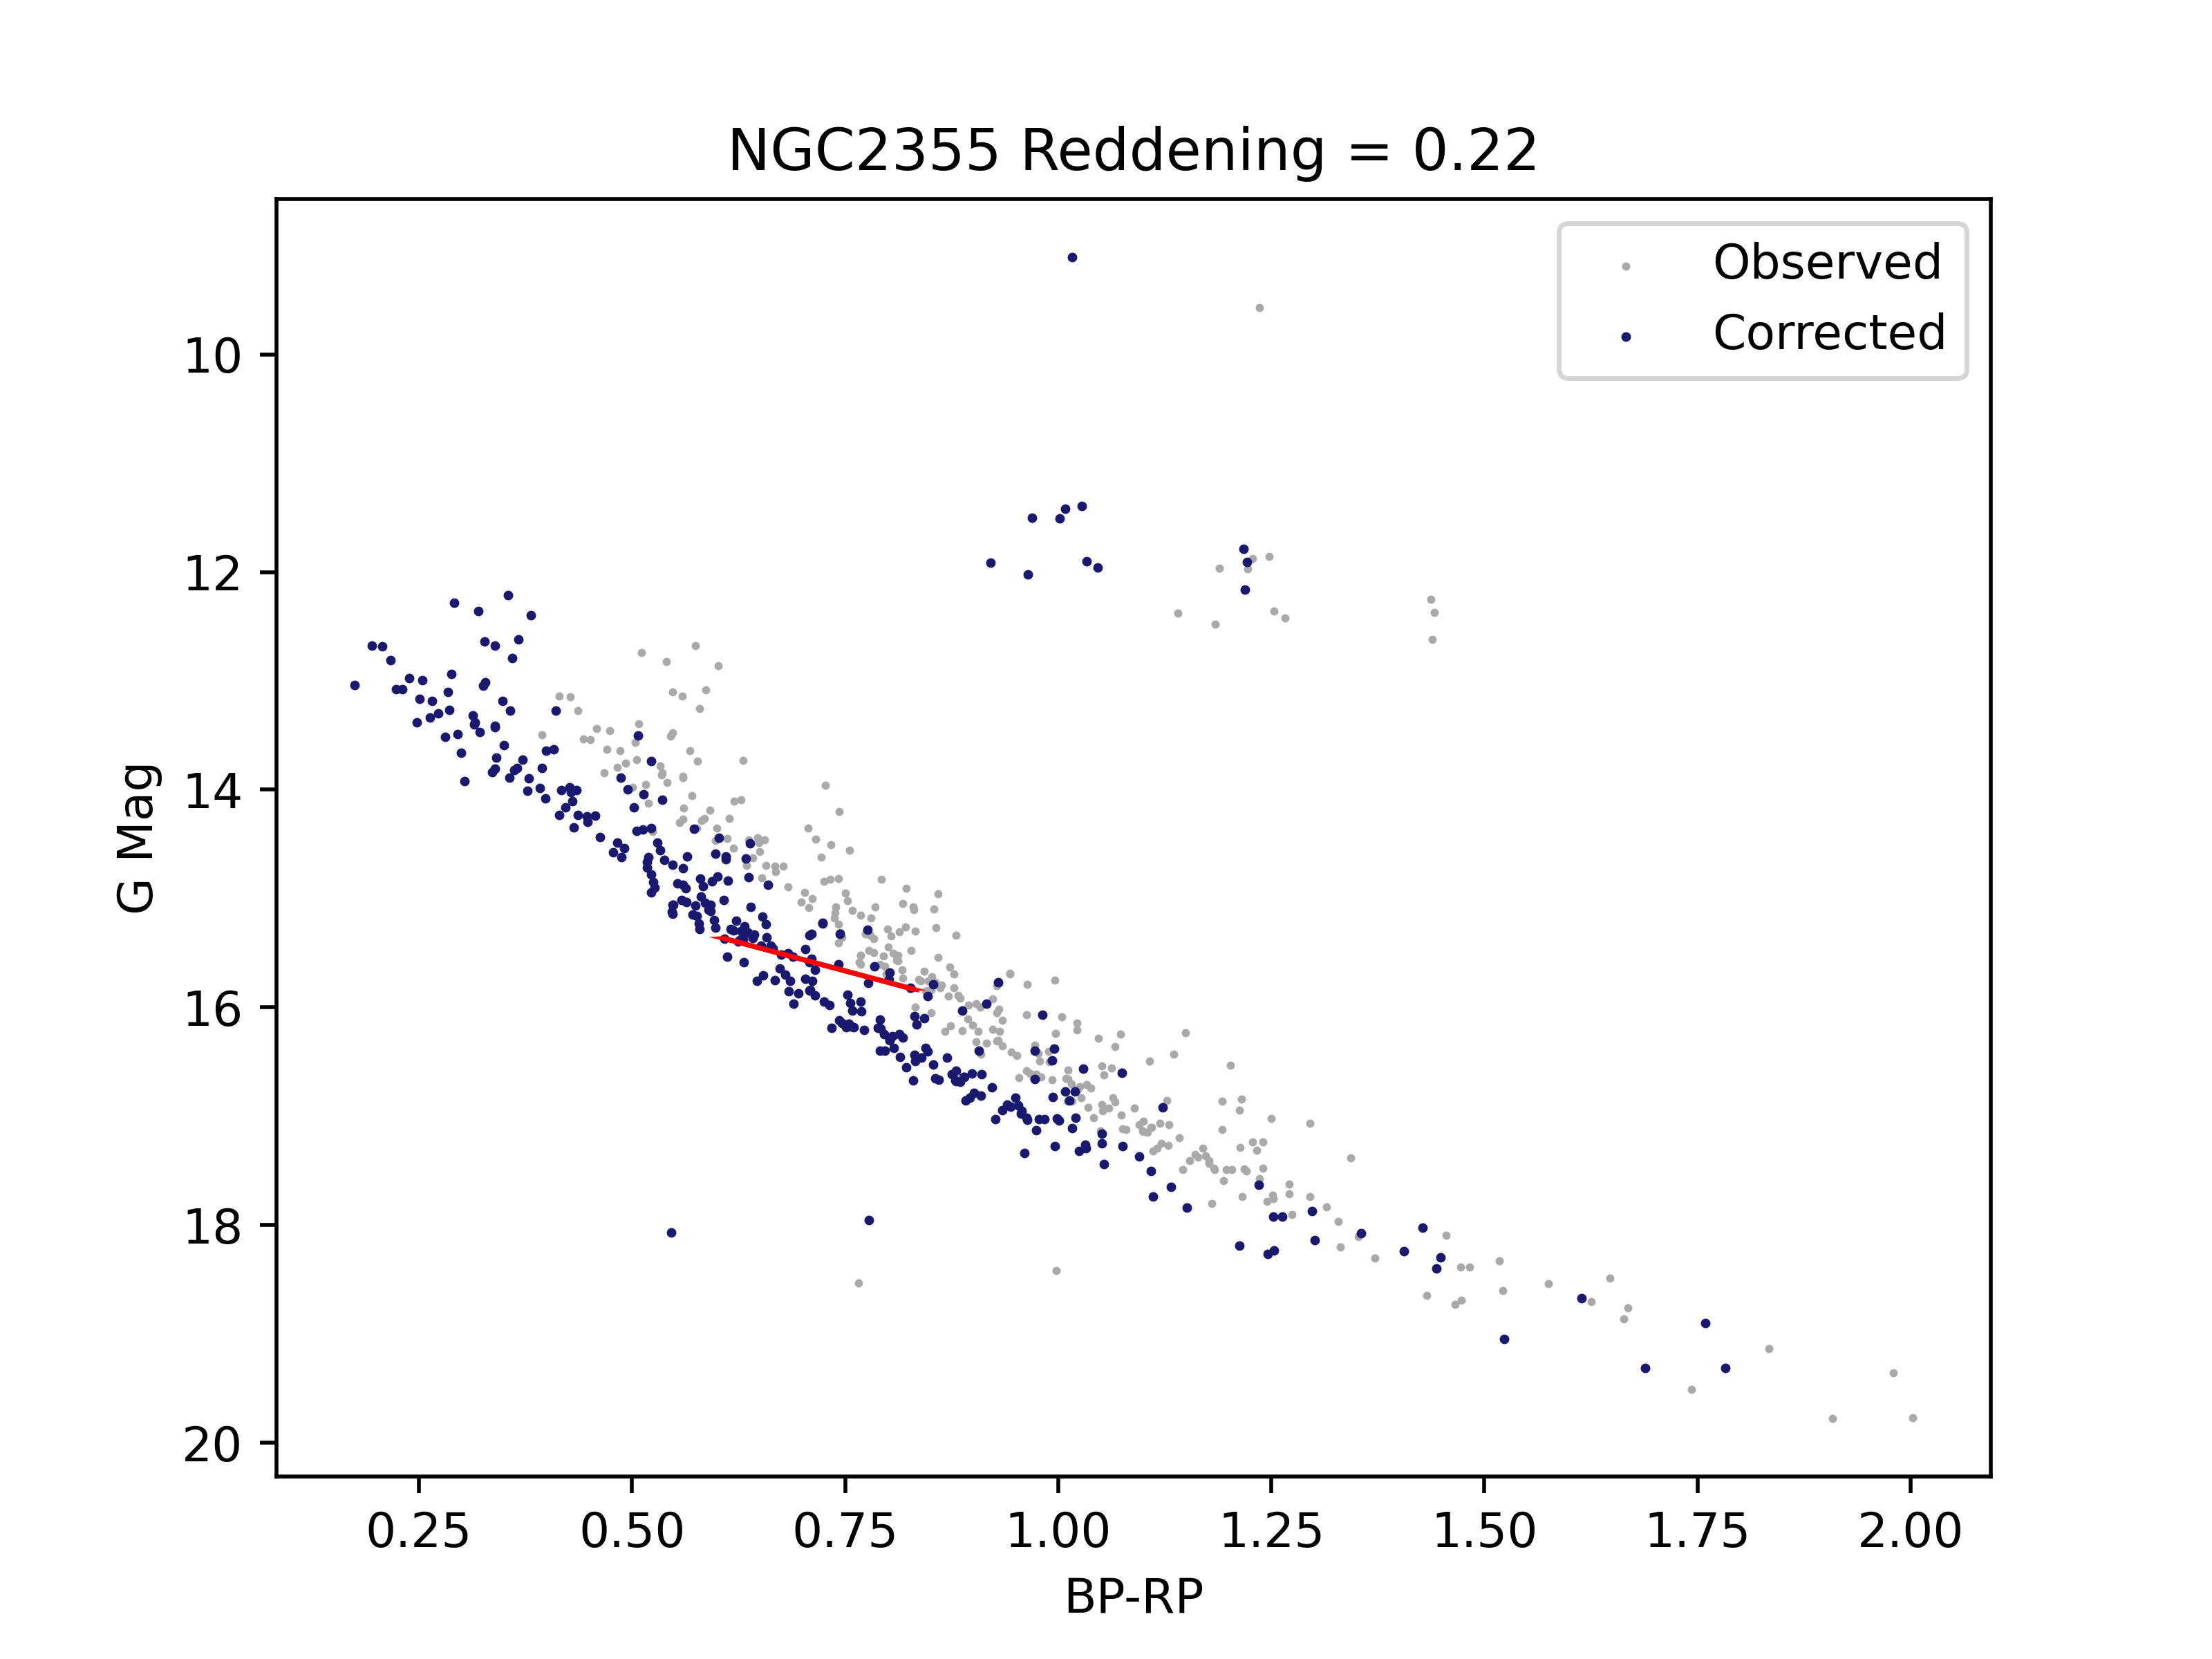 NGC2355 Reddening = 0.22
Observed
Corrected
10
12
14
16
18
20
G Mag
0.25 0.50 0.75 1.00 1.25 1.50 1.75 2.00
BP-RP